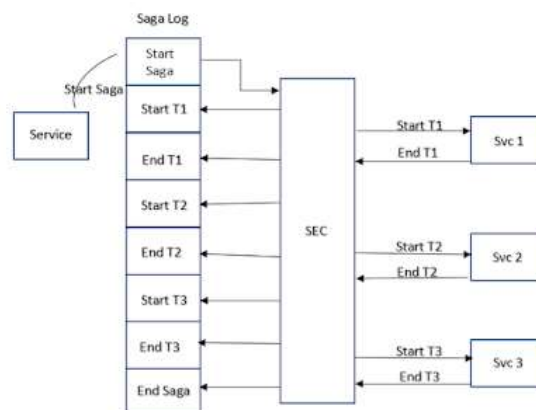 Saga Log
Start
Saga
Start Saga
Service
Start T1
End T1
Start T2
End T2
Start T3
End T3
End Saga
SEC
Start T1
End T1
Svc 1
Start T2
End T2
Svc 2
Start T3
End T3
Svc 3